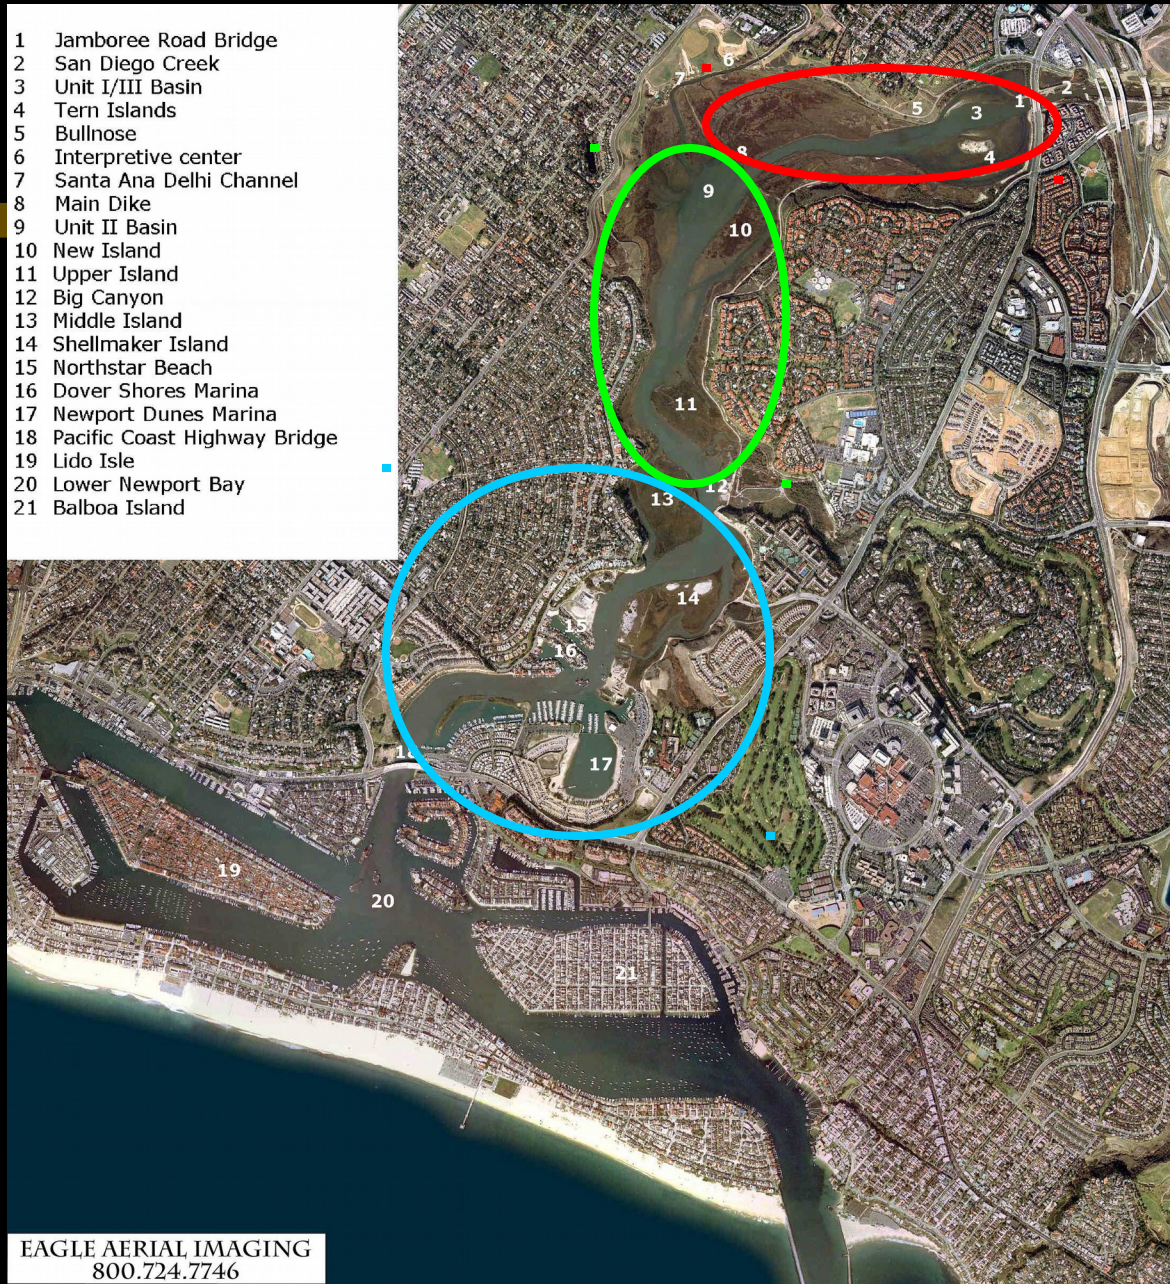 1 Jamboree Road Bridge
2 San Diego Creek
3 Unit I/III Basin
4 Tern Islands
5 Bullnose
6 Interpretive center
7 Santa Ana Delhi Channel
8 Main Dike
9 Unit II Basin
10 New Island
11 Upper Island
12 Big Canyon
13 Middle Island
14 Shellmaker Island
15 Northstar Beach
16 Dover Shores Marina
17 Newport Dunes Marina
18 Pacific Coast Highway Bridge
19 Lido Isle
20 Lower Newport Bay
21 Balboa Island
6
7
2
1
5
3
4
8
9
10
11
12
13
14
15
16
18
17
19
20
21
EAGLE AERIAL IMAGING
800.724.7746